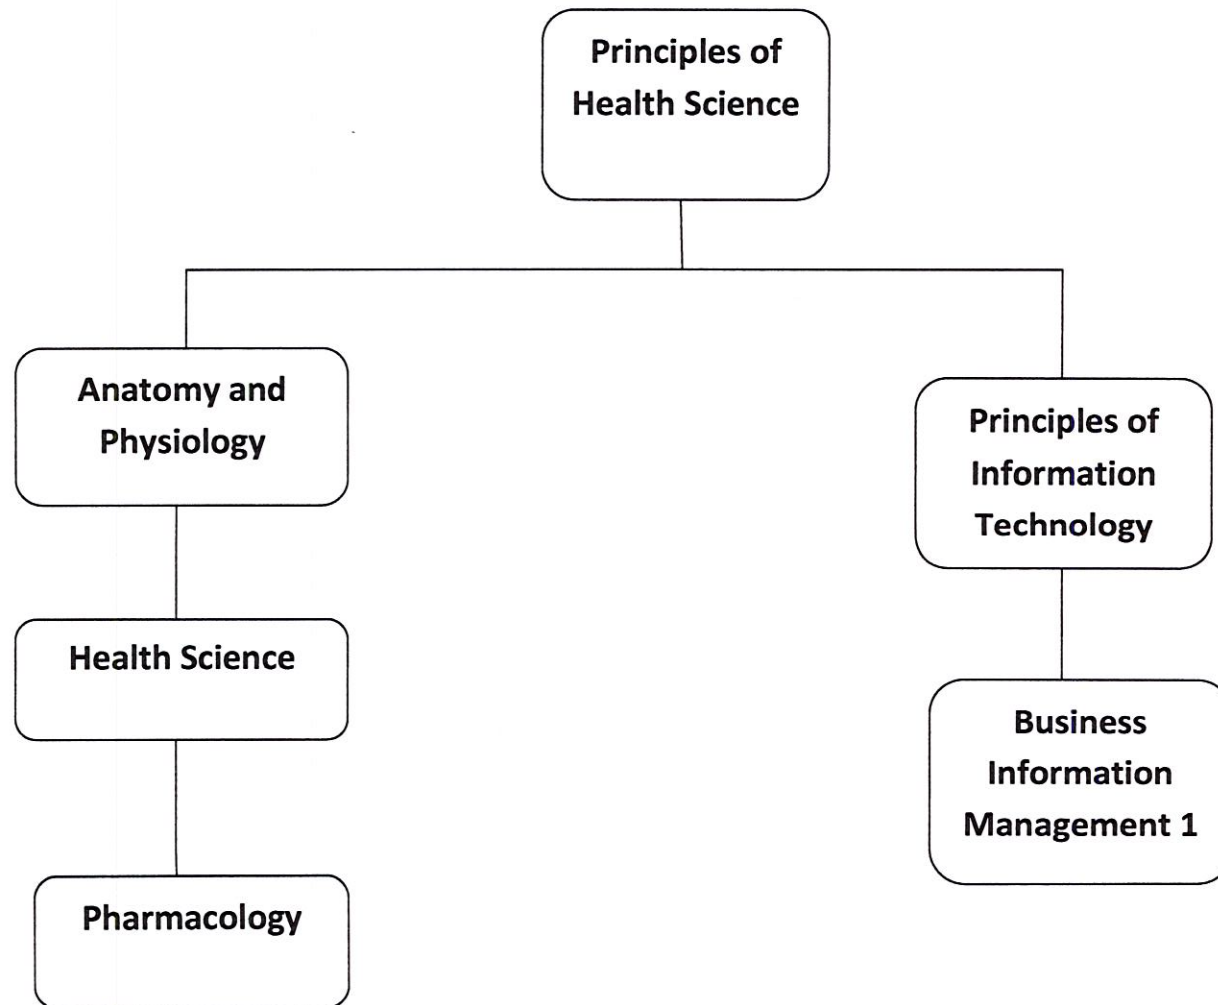 Principles of
Health Science
Anatomy and
Physiology
Principles of
Information
Technology
Health Science
Business
Information
Management 1
Pharmacology